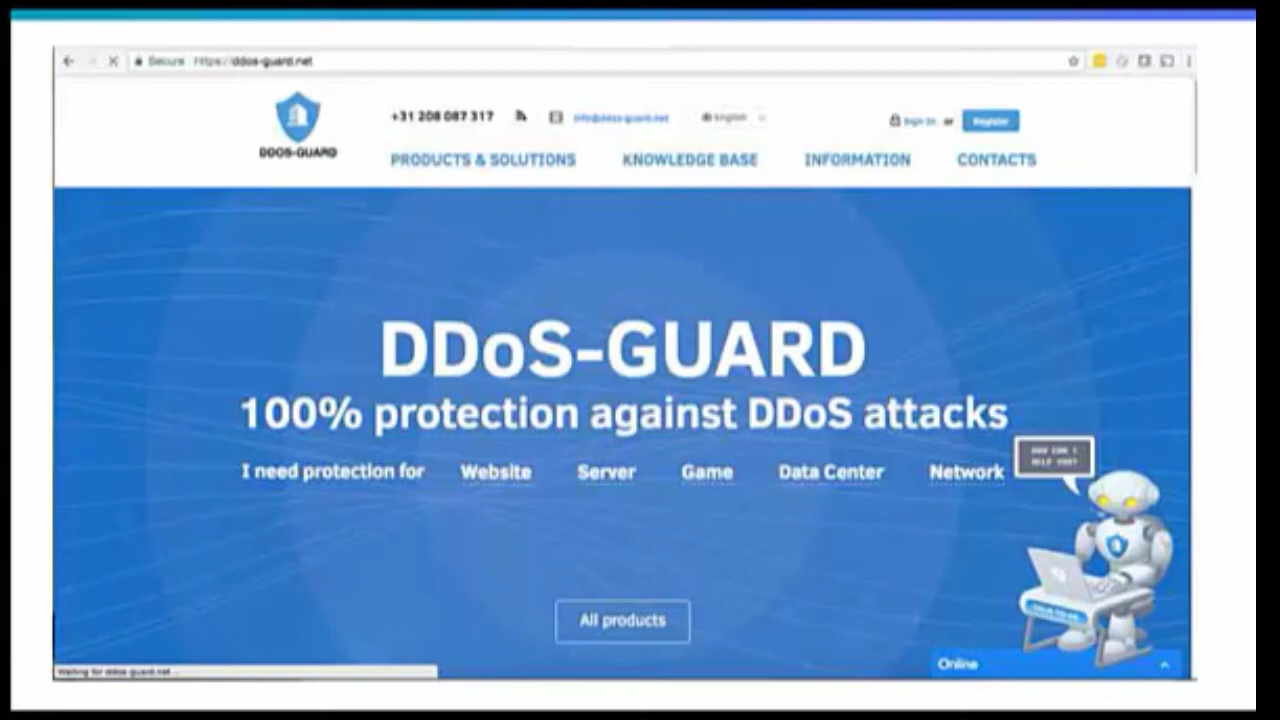 Secure https://ddos-guard.net
DDOS-GUARD
+31 208 087 317
info@ddos-guard.net
English
Sign In or Register
PRODUCTS & SOLUTIONS KNOWLEDGE BASE INFORMATION CONTACTS
DDoS-GUARD
100% protection against DDoS attacks
I need protection for Website Server Game Data Center Network
HOW CAN I
HELP YOU?
All products
Online
Waiting for ddos-guard.net...